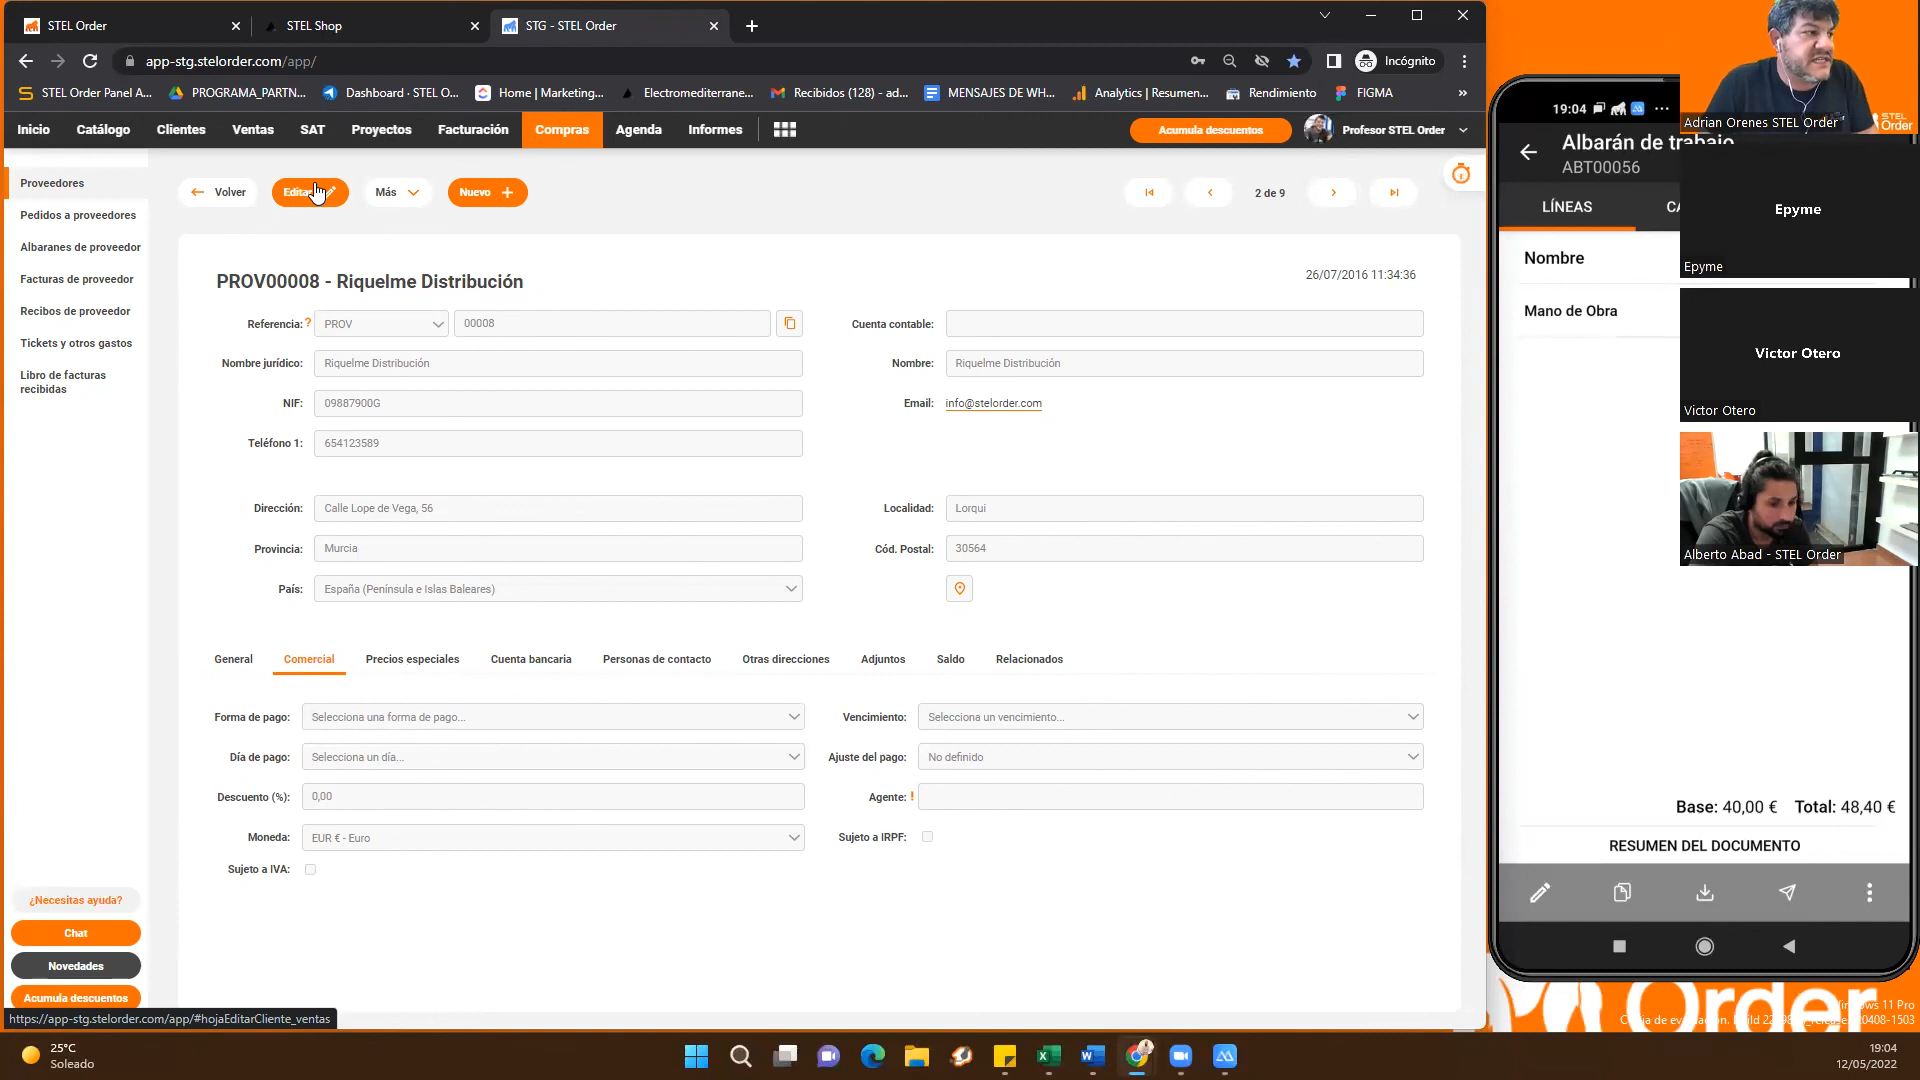 STEL Order
STEL Shop
STG - STEL Order
app-stg.stelorder.com/app/
Incógnito
STEL Order Panel A...
PROGRAMA_PARTN...
Dashboard · STEL O...
Home | Marketing...
Electromediterrane...
Recibidos (128) - ad...
MENSAJES DE WH...
Analytics | Resumen...
Rendimiento
FIGMA
»
Inicio
Catálogo
Clientes
Ventas
SAT
Proyectos
Facturación
Compras
Agenda
Informes
Acumula descuentos
Profesor STEL Order
Proveedores
Pedidos a proveedores
Albaranes de proveedor
Facturas de proveedor
Recibos de proveedor
Tickets y otros gastos
Libro de facturas
recibidas
Volver
Más
Nuevo +
2 de 9
PROV00008 - Riquelme Distribución
26/07/2016 11:34:36
Referencia: ? PROV 00008
Cuenta contable:
Nombre jurídico: Riquelme Distribución
Nombre: Riquelme Distribución
NIF: 09887900G
Email: info@stelorder.com
Teléfono 1: 654123589
Dirección: Calle Lope de Vega, 56
Localidad: Lorqui
Provincia: Murcia
Cód. Postal: 30564
País: España (Península e Islas Baleares)
General
Comercial
Precios especiales
Cuenta bancaria
Personas de contacto
Otras direcciones
Adjuntos
Saldo
Relacionados
Forma de pago: Selecciona una forma de pago...
Vencimiento: Selecciona un vencimiento...
Día de pago: Selecciona un día...
Ajuste del pago: No definido
Descuento (%): 0,00
Agente: !
Moneda: EUR € - Euro
Sujeto a IRPF:
Sujeto a IVA:
¿Necesitas ayuda?
Chat
Novedades
Acumula descuentos
https://app-stg.stelorder.com/app/#hojaEditarCliente_ventas
19:04
Albarán de trabajo
ABT00056
LÍNEAS
Nombre
Mano de Obra
Base: 40,00 €
Total: 48,40 €
RESUMEN DEL DOCUMENTO
Adrian Orenes STEL Order
STEL
Order
Epyme
Epyme
Victor Otero
Victor Otero
Alberto Abad - STEL Order
Order
25°C
Soleado
19:04
12/05/2022